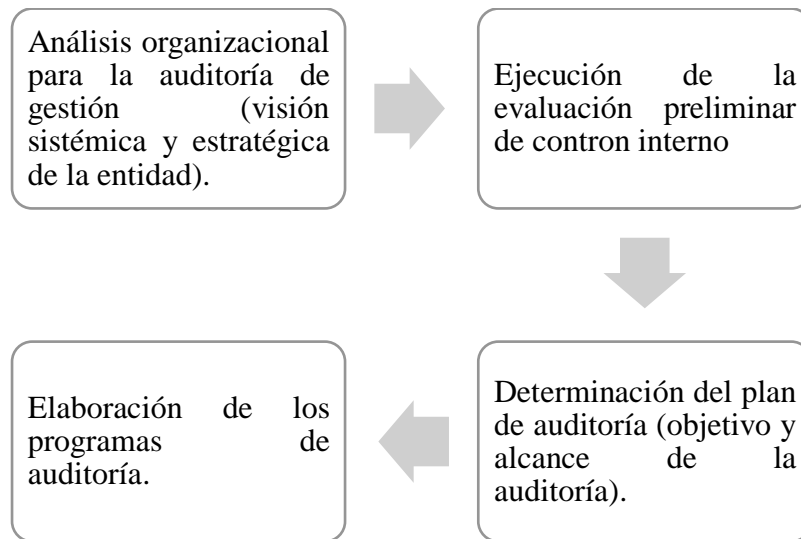 Análisis organizacional
para la auditoría de
gestión (visión
sistémica y estratégica
de la entidad).
Ejecución de la
evaluación preliminar
de contron interno
Determinación del plan
de auditoría (objetivo y
alcance de la
auditoría).
Elaboración de los
programas de
auditoría.